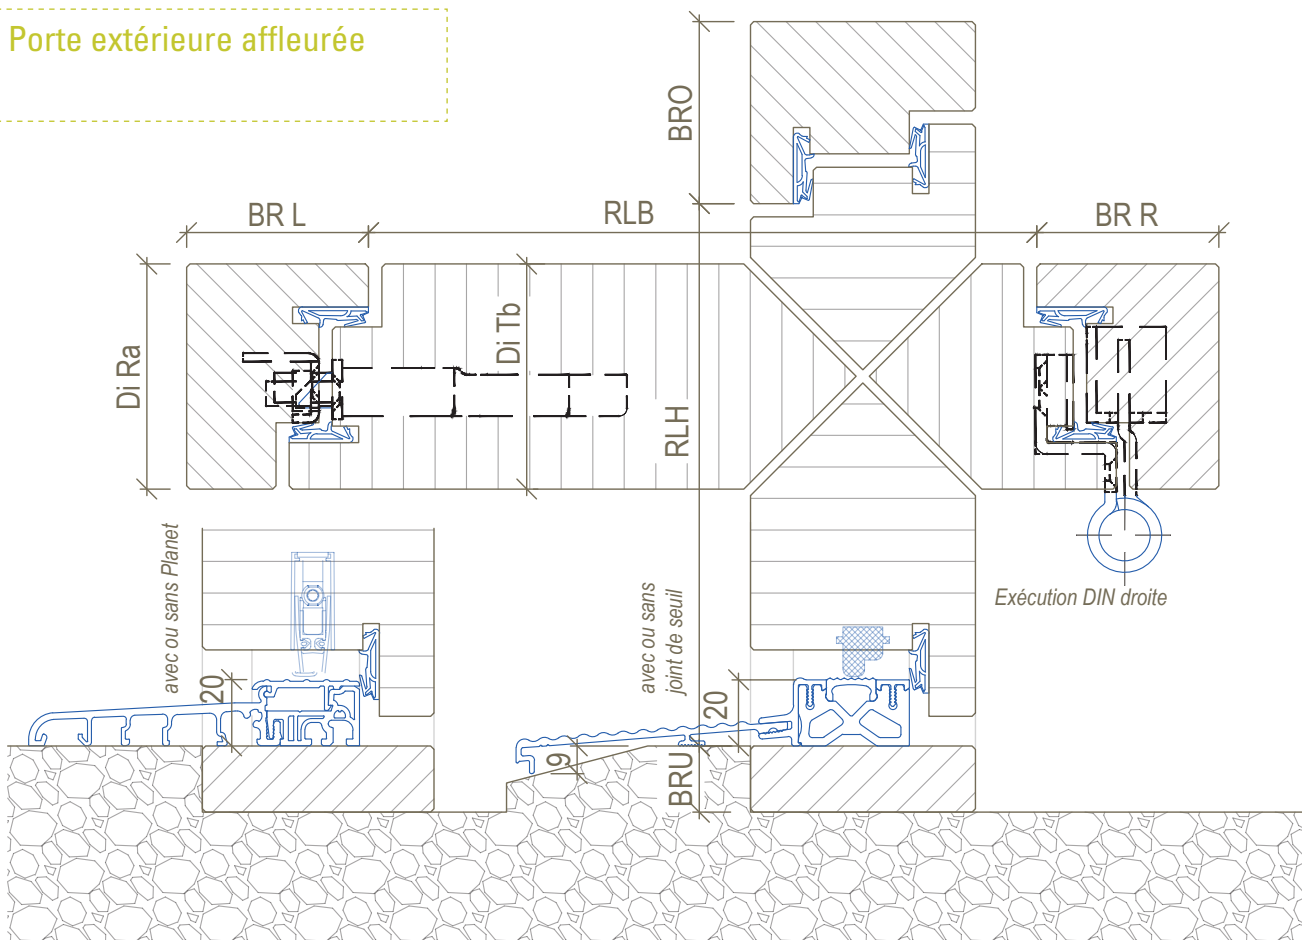 Porte extérieure affleurée
BRO
BR L
RLB
BR R
Di Ra
Di Tb
RLH
avec ou sans Planet
20
avec ou sans
joint de seuil
20
9
BRU
Exécution DIN droite